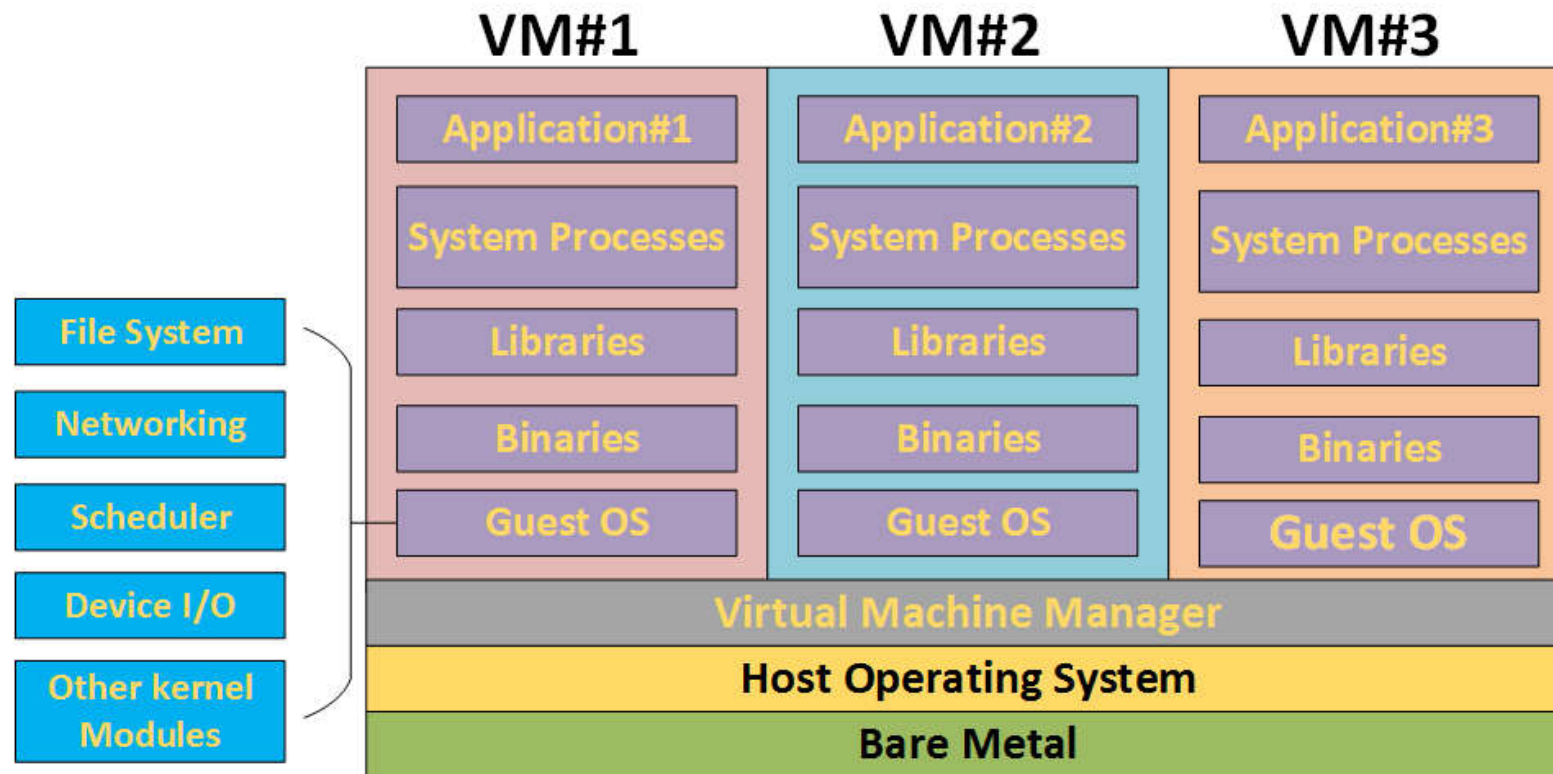 VM#1
VM#2
VM#3
Application#1
Application#2
Application#3
System Processes
System Processes
System Processes
File System
Libraries
Libraries
Libraries
Networking
Binaries
Binaries
Binaries
Scheduler
Guest OS
Guest OS
Guest OS
Device I/O
Virtual Machine Manager
Other kernel
Modules
Host Operating System
Bare Metal